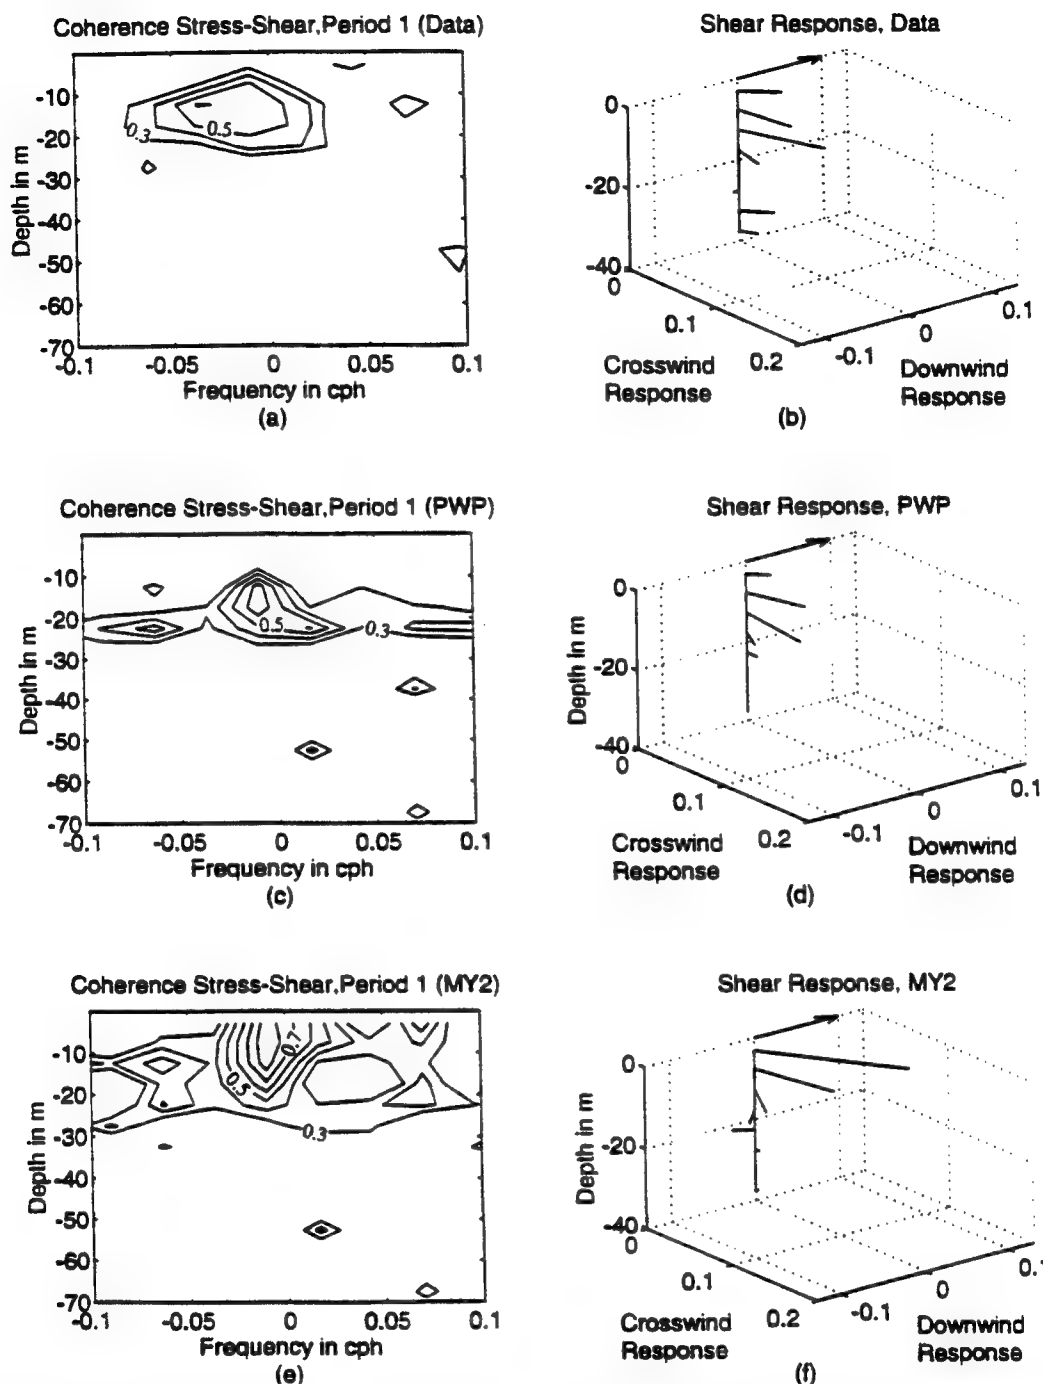 Coherence Stress-Shear,Period 1 (Data)
-10
-20
-30
-40
-50
-60
-70
Depth in m
0.3
0.5
-0.1
-0.05
0
0.05
0.1
Frequency in cph
(a)
Shear Response, Data
0
-20
-40
0
0.1
0.2
-0.1
0
0.1
Crosswind
Response
Downwind
Response
(b)
Coherence Stress-Shear,Period 1 (PWP)
-10
-20
-30
-40
-50
-60
-70
Depth in m
0.5
0.3
-0.1
-0.05
0
0.05
0.1
Frequency in cph
(c)
Shear Response, PWP
0
-20
-40
Depth in m
0
0.1
0.2
-0.1
0
0.1
Crosswind
Response
Downwind
Response
(d)
Coherence Stress-Shear,Period 1 (MY2)
-10
-20
-30
-40
-50
-60
-70
Depth in m
0.7
0.5
0.3
-0.1
-0.05
0
0.05
0.1
Frequency in cph
(e)
Shear Response, MY2
0
-20
-40
Depth in m
0
0.1
0.2
-0.1
0
0.1
Crosswind
Response
Downwind
Response
(f)